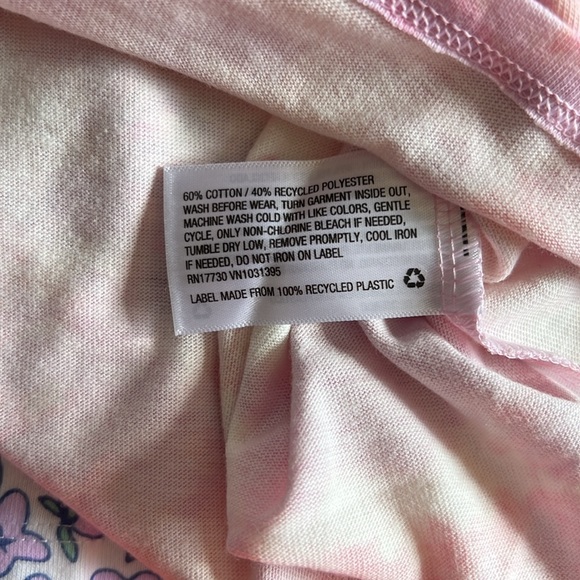 60% COTTON / 40% RECYCLED POLYESTER
WASH BEFORE WEAR, TURN GARMENT INSIDE OUT,
MACHINE WASH COLD WITH LIKE COLORS, GENTLE
CYCLE, ONLY NON-CHLORINE BLEACH IF NEEDED,
TUMBLE DRY LOW, REMOVE PROMPTLY, COOL IRON
IF NEEDED, DO NOT IRON ON LABEL
RN17730 VN1031395
LABEL MADE FROM 100% RECYCLED PLASTIC